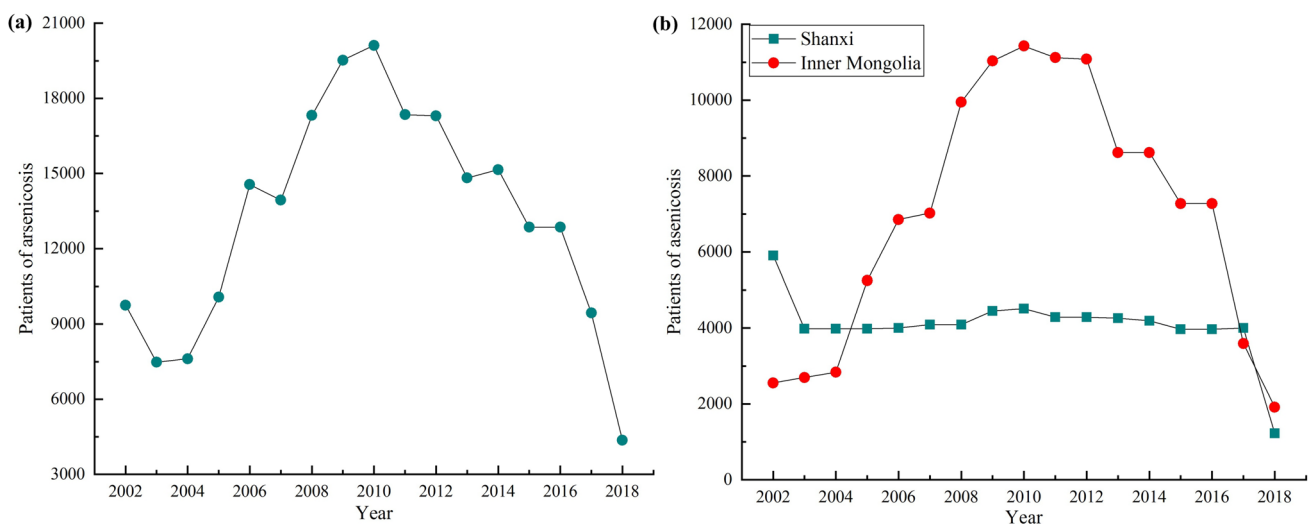 (a)
Patients of arsenicosis
21000
18000
15000
12000
9000
6000
3000
2002 2004 2006 2008 2010 2012 2014 2016 2018
Year
(b)
Patients of asenicosis
12000
10000
8000
6000
4000
2000
0
Shanxi
Inner Mongolia
2002 2004 2006 2008 2010 2012 2014 2016 2018
Year